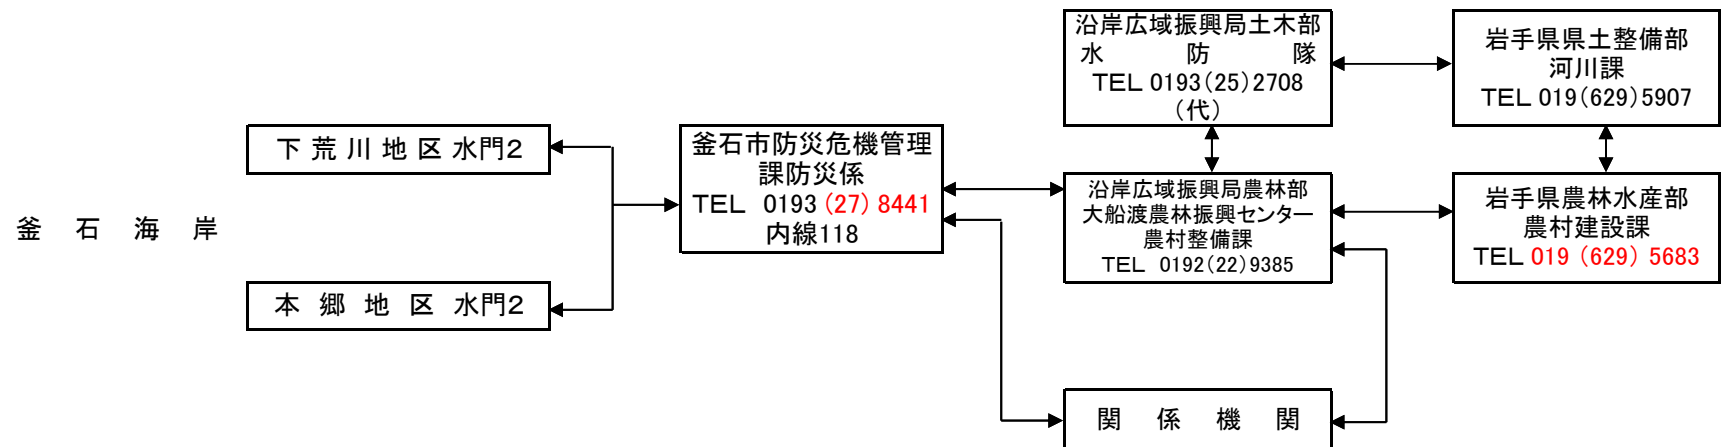 釜石海岸
下荒川地区水門2
本郷地区水門2
釜石市防災危機管理
課防災係
TEL 0193(27)8441
内線118
沿岸広域振興局土木部
水防隊
TEL 0193(25)2708
(代)
沿岸広域振興局農林部
大船渡農林振興センター
農村整備課
TEL 0192(22)9385
関係機関
岩手県県土整備部
河川課
TEL 019(629)5907
岩手県農林水産部
農村建設課
TEL 019(629)5683